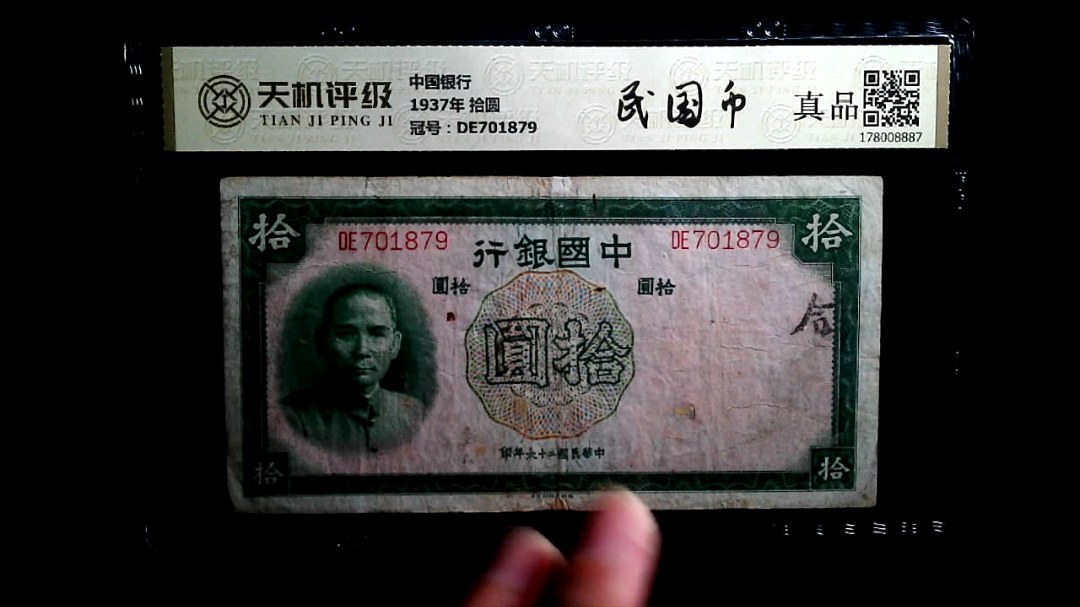 天机评级
TIAN JI PING JI
中国银行
1937年 拾圆
冠号：DE701879
民国币
真品
178008887
拾
DE701879
行銀國中
DE701879
拾
圓拾
圓拾
圓拾
合
印年六十二國民華中
拾
拾